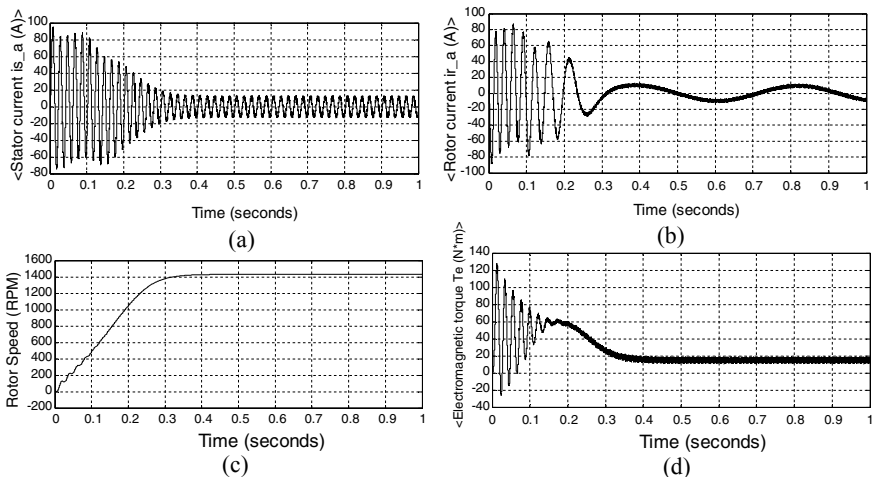 <Stator current is_a (A)>
100
80
60
40
20
0
-20
-40
-60
-80
0 0.1 0.2 0.3 0.4 0.5 0.6 0.7 0.8 0.9 1
Time (seconds)
(a)
<Rotor current ir_a (A)>
100
80
60
40
20
0
-20
-40
-60
-80
-100
0 0.1 0.2 0.3 0.4 0.5 0.6 0.7 0.8 0.9 1
Time (seconds)
(b)
Rotor Speed (RPM)
1600
1400
1200
1000
800
600
400
200
0
-200
0 0.1 0.2 0.3 0.4 0.5 0.6 0.7 0.8 0.9 1
Time (seconds)
(c)
<Electromagnetic torque Te (N*m)>
140
120
100
80
60
40
20
0
-20
-40
0 0.1 0.2 0.3 0.4 0.5 0.6 0.7 0.8 0.9 1
Time (seconds)
(d)